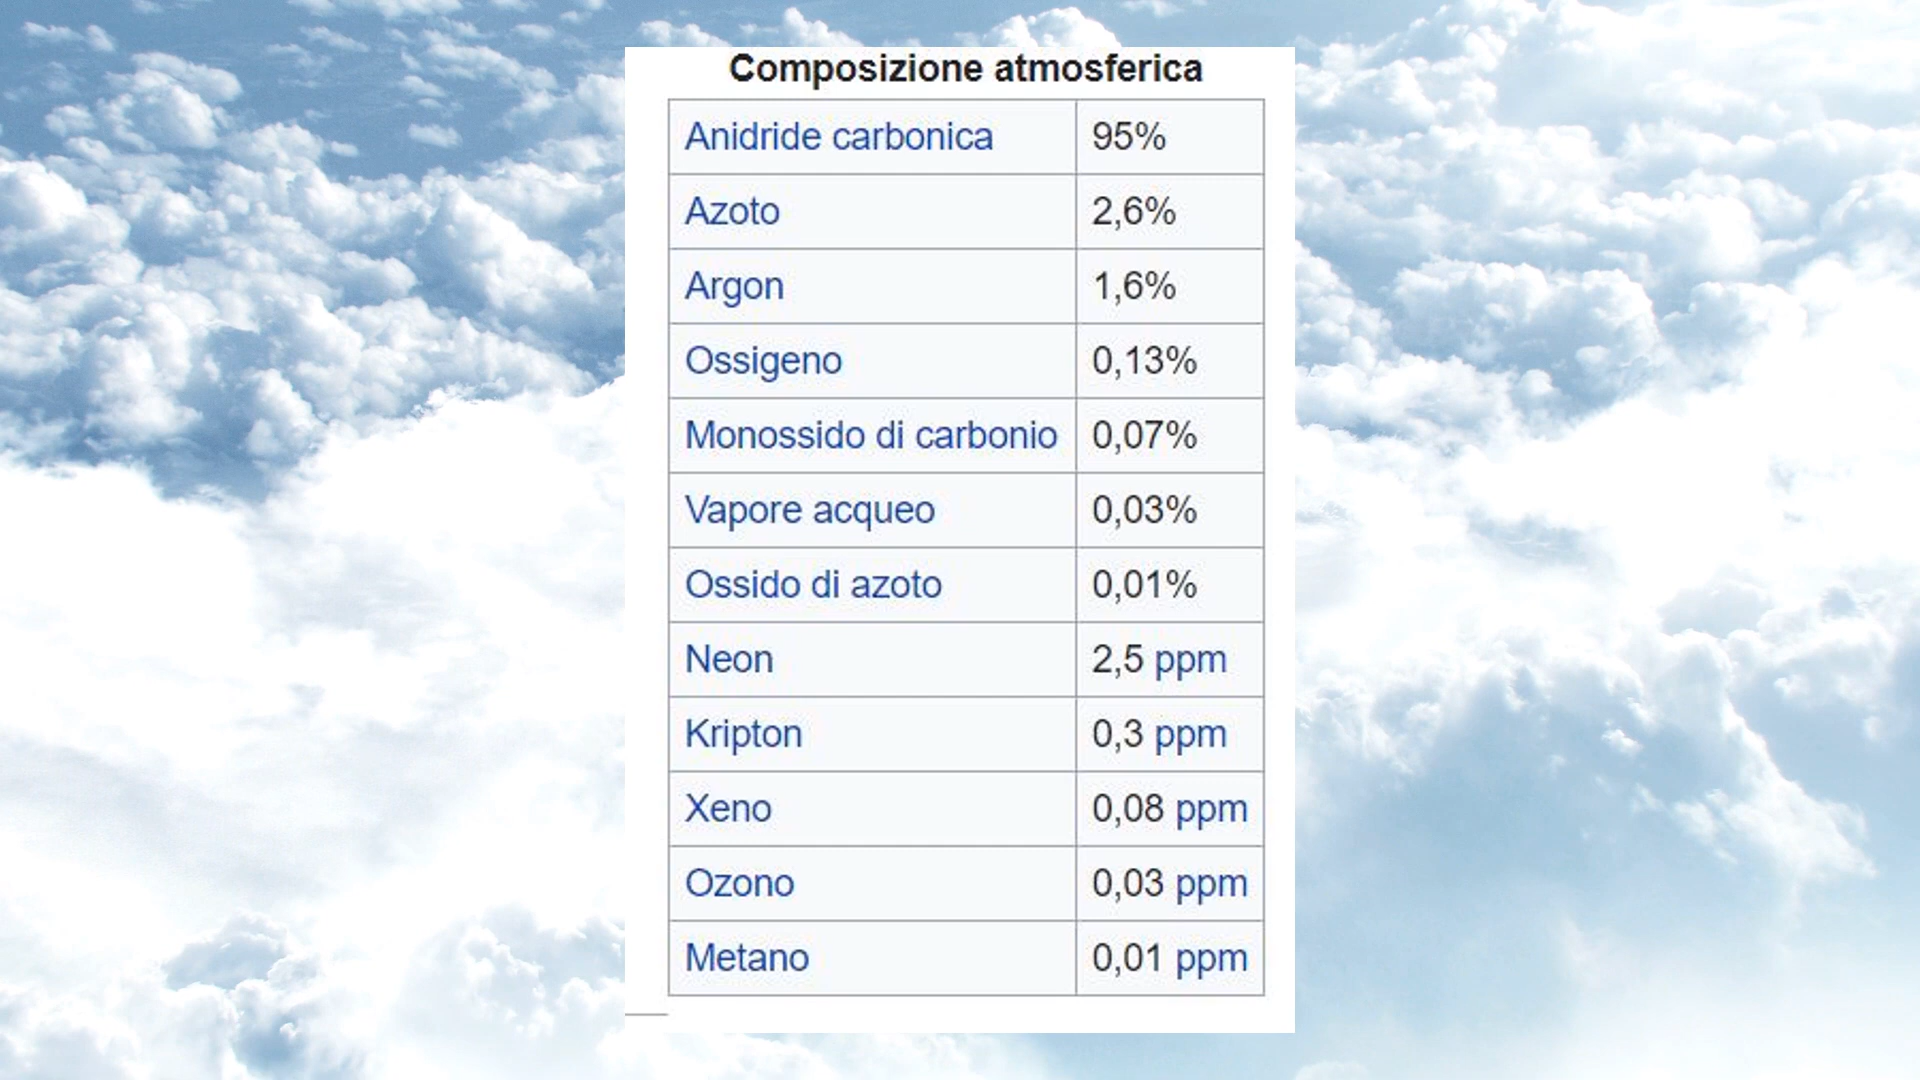 Composizione atmosferica
Anidride carbonica 95%
Azoto 2,6%
Argon 1,6%
Ossigeno 0,13%
Monossido di carbonio 0,07%
Vapore acqueo 0,03%
Ossido di azoto 0,01%
Neon 2,5 ppm
Kripton 0,3 ppm
Xeno 0,08 ppm
Ozono 0,03 ppm
Metano 0,01 ppm